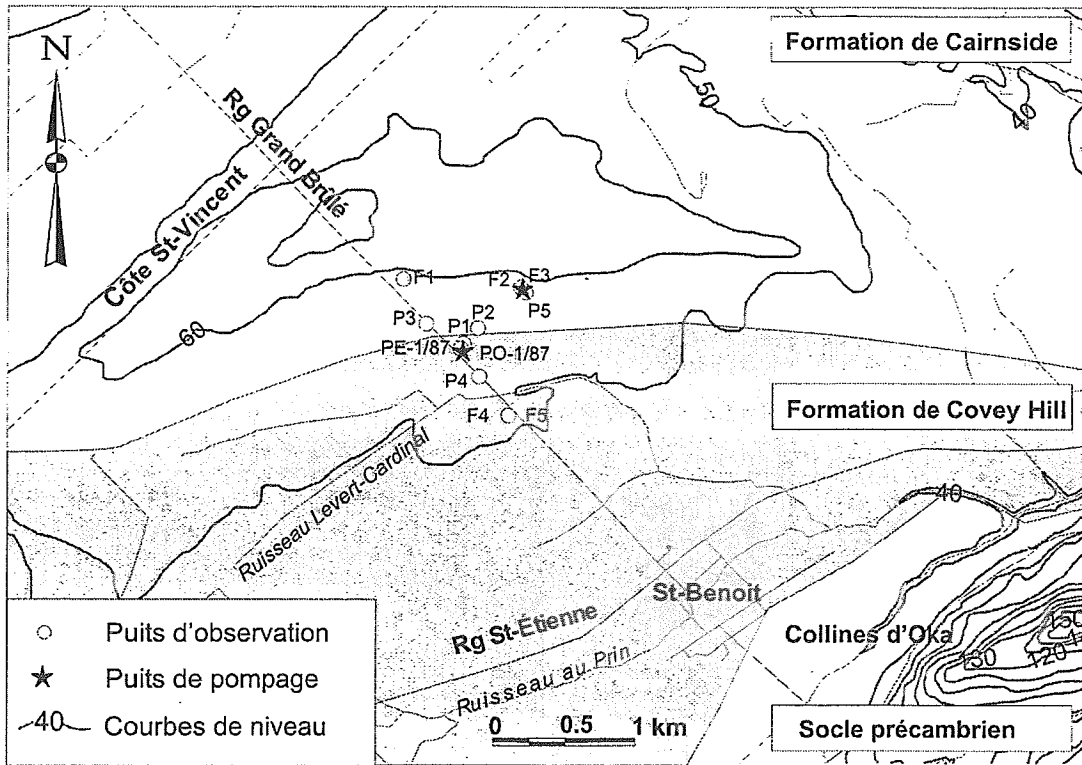 N
Formation de Cairnside
50
40
Rg Grand Brûlé
Côte St-Vincent
60
F1
F2
E3
P5
P3
P1
P2
PE-1/87
P.O-1/87
P4
F4
F5
Formation de Covey Hill
Ruisseau Levert-Cardinal
40
St-Benoit
Rg St-Étienne
Ruisseau au Prin
Collines d'Oka
130
120
Puits d'observation
Puits de pompage
40 Courbes de niveau
0 0.5 1 km
Socle précambrien